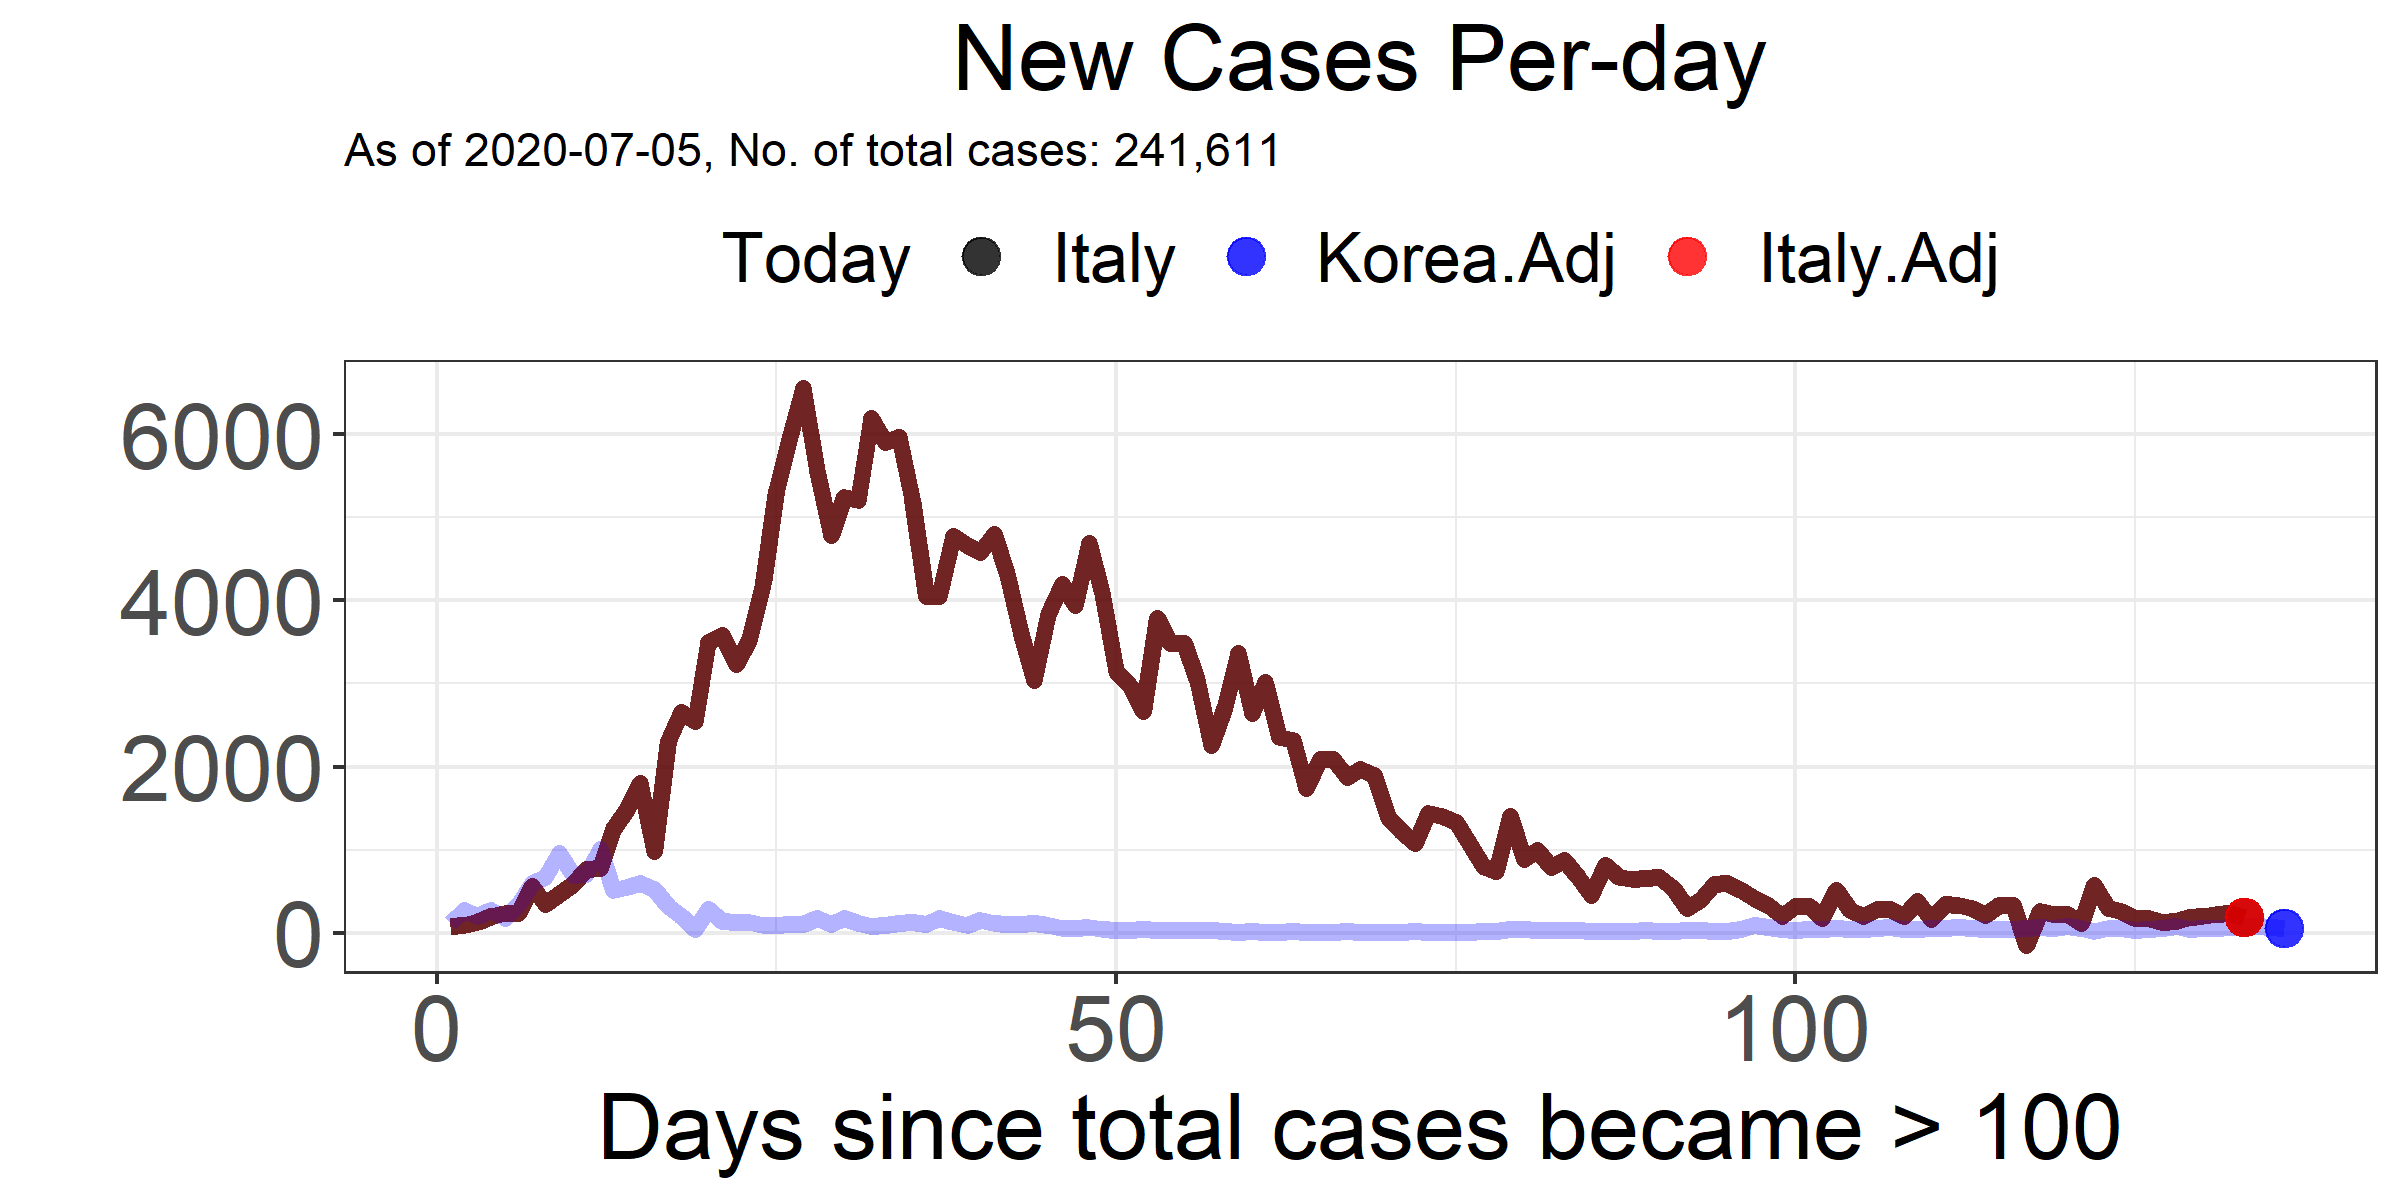 New Cases Per-day
As of 2020-07-05, No. of total cases: 241,611
Today Italy Korea.Adj Italy.Adj
6000
4000
2000
0
0 50 100
Days since total cases became > 100